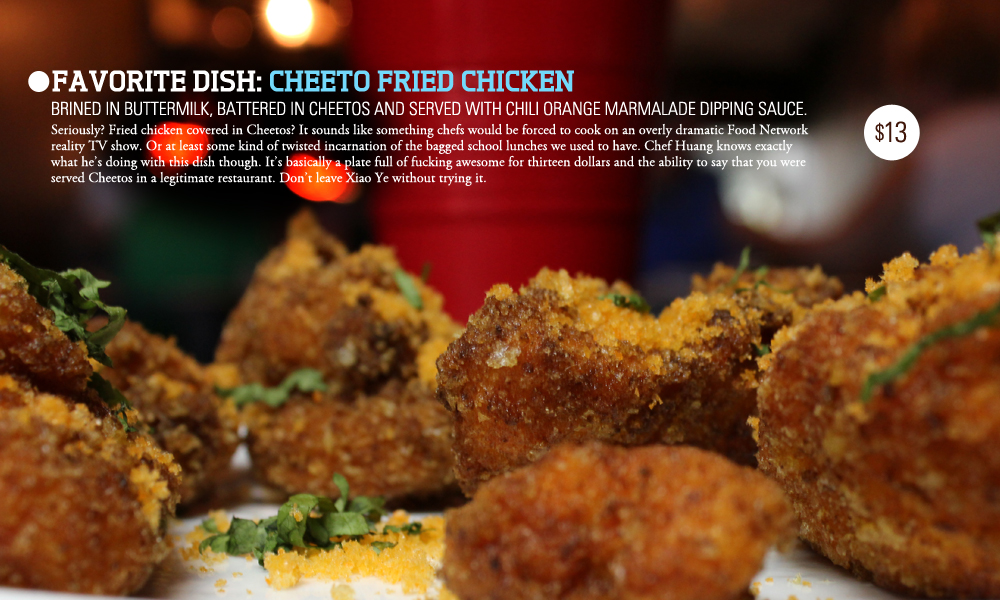 FAVORITE DISH: CHEETO FRIED CHICKEN
BRINED IN BUTTERMILK, BATTERED IN CHEETOS AND SERVED WITH CHILI ORANGE MARMALADE DIPPING SAUCE.
Seriously? Fried chicken covered in Cheetos? It sounds like something chefs would be forced to cook on an overly dramatic Food Network
reality TV show. Or at least some kind of twisted incarnation of the bagged school lunches we used to have. Chef Huang knows exactly
what he's doing with this dish though. It's basically a plate full of fucking awesome for thirteen dollars and the ability to say that you were
served Cheetos in a legitimate restaurant. Don't leave Xiao Ye without trying it.
$13